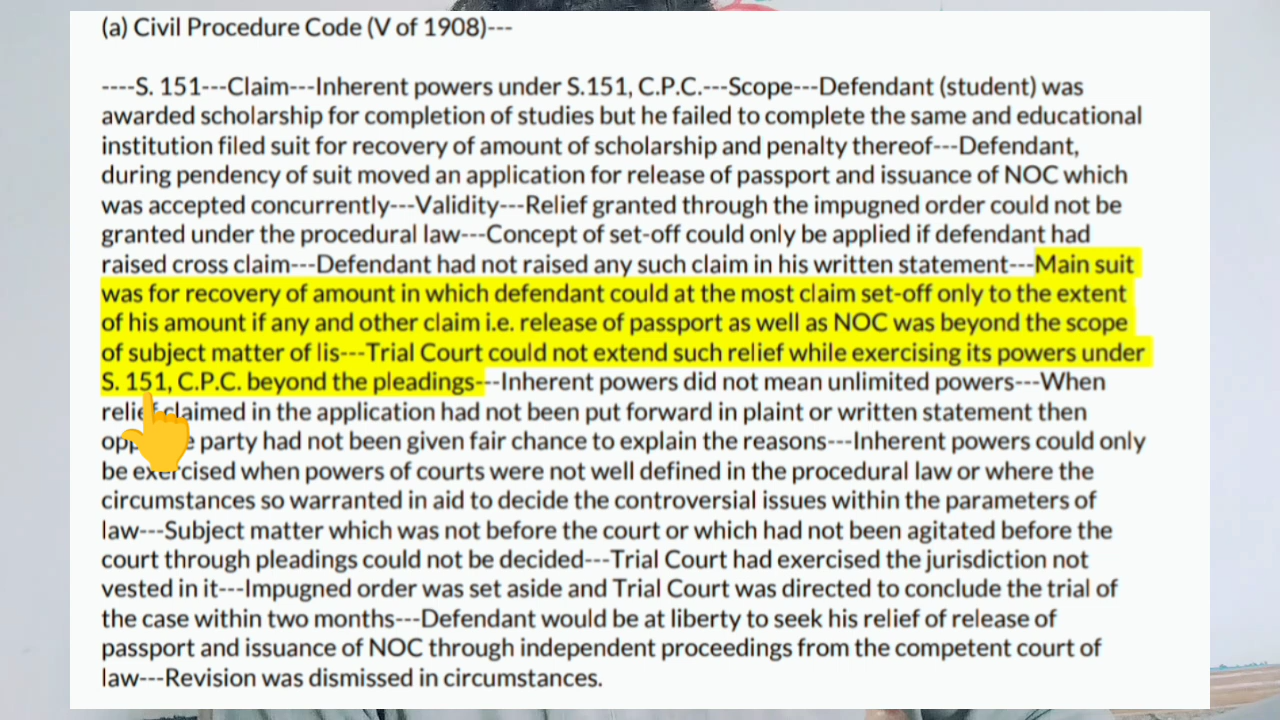 (a) Civil Procedure Code (V of 1908)---
----S. 151---Claim---Inherent powers under S.151, C.P.C.---Scope---Defendant (student) was
awarded scholarship for completion of studies but he failed to complete the same and educational
institution filed suit for recovery of amount of scholarship and penalty thereof---Defendant,
during pendency of suit moved an application for release of passport and issuance of NOC which
was accepted concurrently---Validity---Relief granted through the impugned order could not be
granted under the procedural law---Concept of set-off could only be applied if defendant had
raised cross claim---Defendant had not raised any such claim in his written statement---Main suit
was for recovery of amount in which defendant could at the most claim set-off only to the extent
of his amount if any and other claim i.e. release of passport as well as NOC was beyond the scope
of subject matter of lis---Trial Court could not extend such relief while exercising its powers under
S. 151, C.P.C. beyond the pleadings---Inherent powers did not mean unlimited powers---When
relief claimed in the application had not been put forward in plaint or written statement then
party had not been given fair chance to explain the reasons---Inherent powers could only
be exercised when powers of courts were not well defined in the procedural law or where the
circumstances so warranted in aid to decide the controversial issues within the parameters of
law---Subject matter which was not before the court or which had not been agitated before the
court through pleadings could not be decided---Trial Court had exercised the jurisdiction not
vested in it---Impugned order was set aside and Trial Court was directed to conclude the trial of
the case within two months---Defendant would be at liberty to seek his relief of release of
passport and issuance of NOC through independent proceedings from the competent court of
law---Revision was dismissed in circumstances.